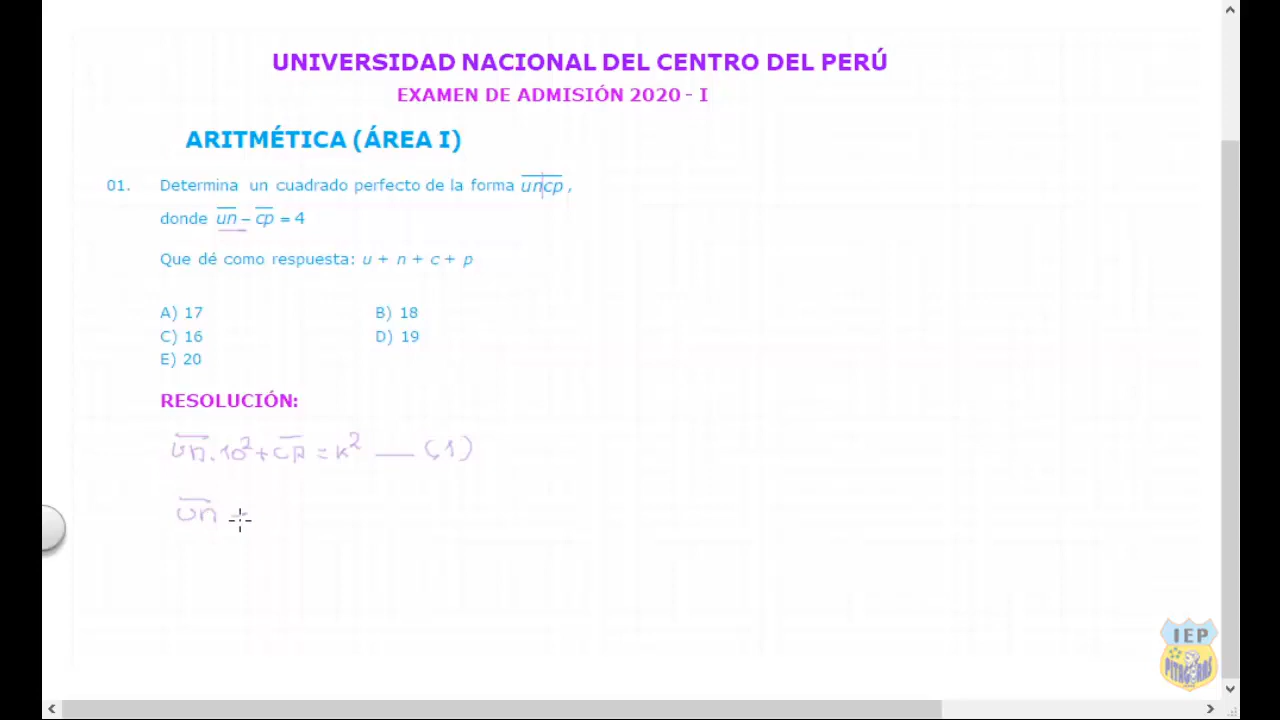 UNIVERSIDAD NACIONAL DEL CENTRO DEL PERÚ
EXAMEN DE ADMISIÓN 2020 - I
ARITMÉTICA (ÁREA I)
01. Determina un cuadrado perfecto de la forma uncp,
donde un – cp = 4
Que dé como respuesta: u + n + c + p
A) 17 B) 18
C) 16 D) 19
E) 20
RESOLUCIÓN:
un.10²+cp=k² — (1)
un =
IEP
PITAGORAS